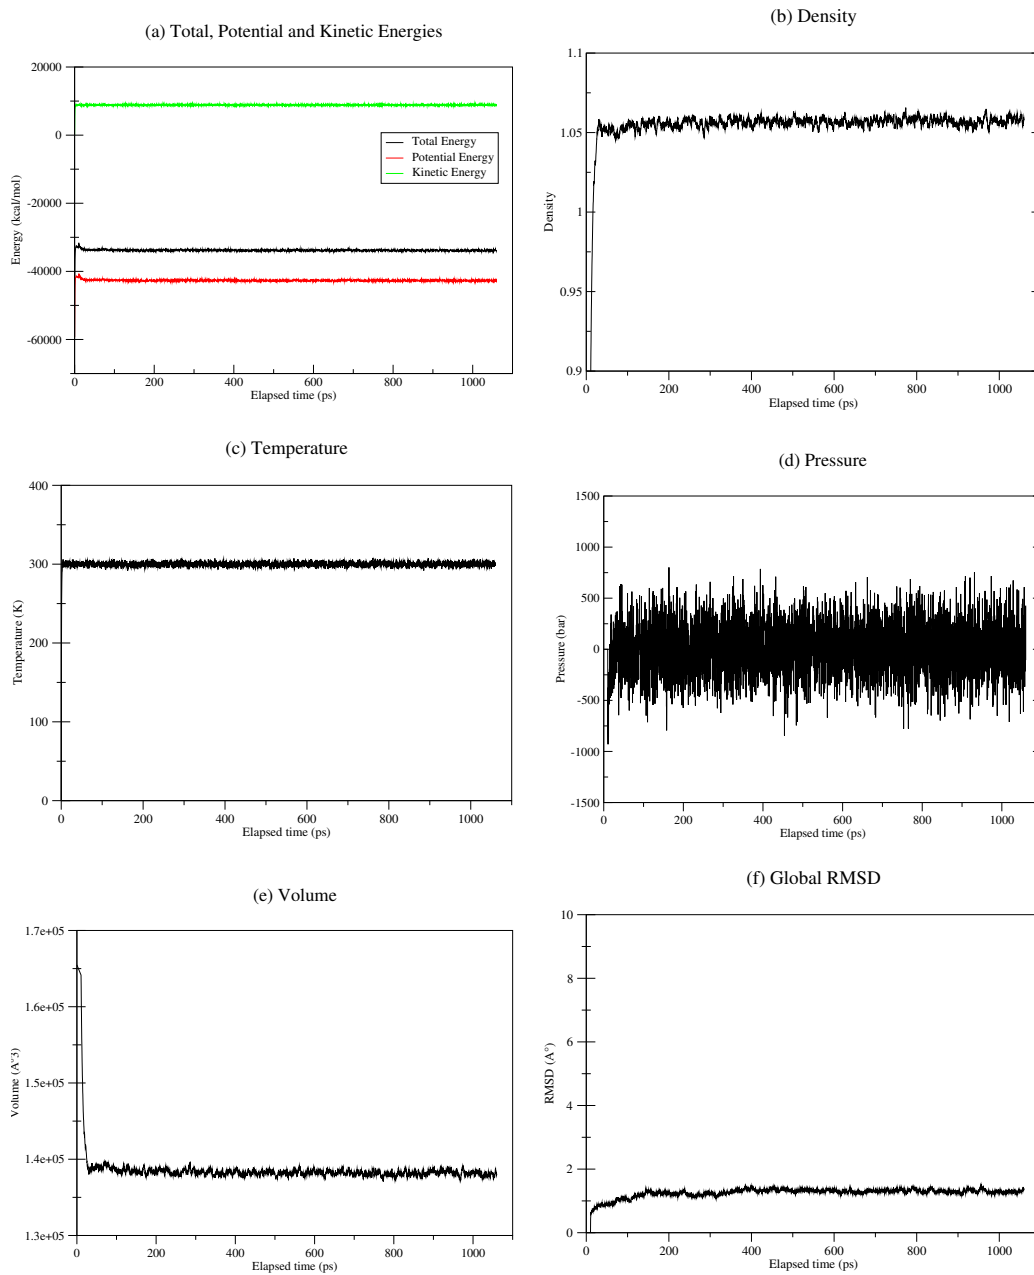 (a) Total, Potential and Kinetic Energies
20000
0
-20000
-40000
-60000
Energy (kcal/mol)
Total Energy
Potential Energy
Kinetic Energy
0 200 400 600 800 1000
Elapsed time (ps)
(b) Density
1.1
1.05
1
0.95
0.9
Density
0 200 400 600 800 1000
Elapsed time (ps)
(c) Temperature
400
300
200
100
0
Temperature (K)
0 200 400 600 800 1000
Elapsed time (ps)
(d) Pressure
1500
1000
500
0
-500
-1000
-1500
Pressure (bar)
0 200 400 600 800 1000
Elapsed time (ps)
(e) Volume
1.7e+05
1.6e+05
1.5e+05
1.4e+05
1.3e+05
Volume (A°3)
0 200 400 600 800 1000
Elapsed time (ps)
(f) Global RMSD
10
8
6
4
2
0
RMSD (A°)
0 200 400 600 800 1000
Elapsed time (ps)